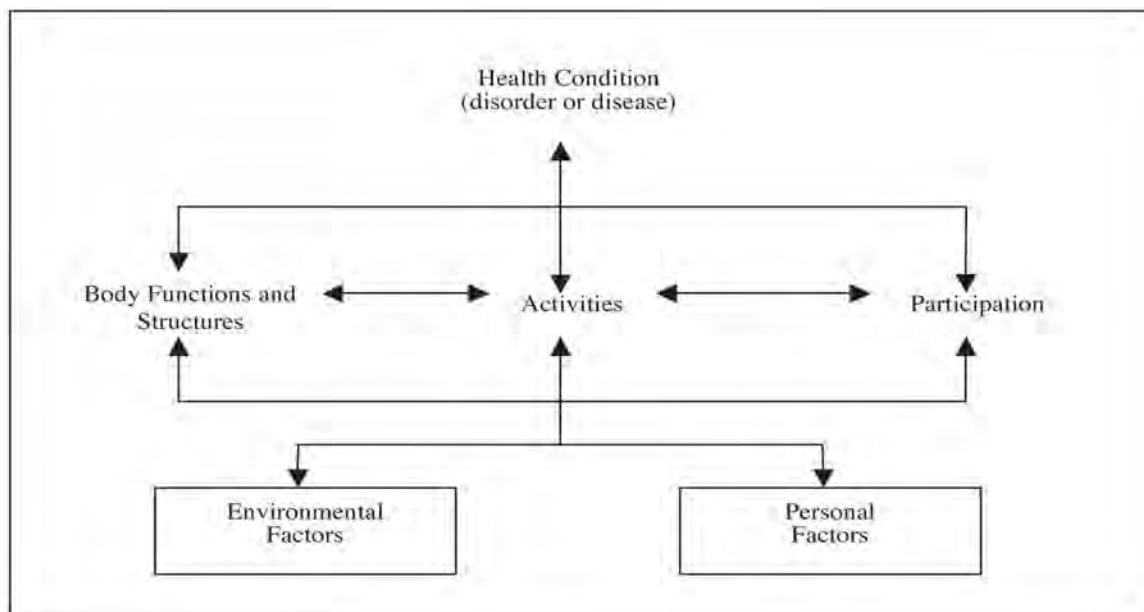 Health Condition
(disorder or disease)
Body Functions and
Structures
Activities
Participation
Environmental
Factors
Personal
Factors